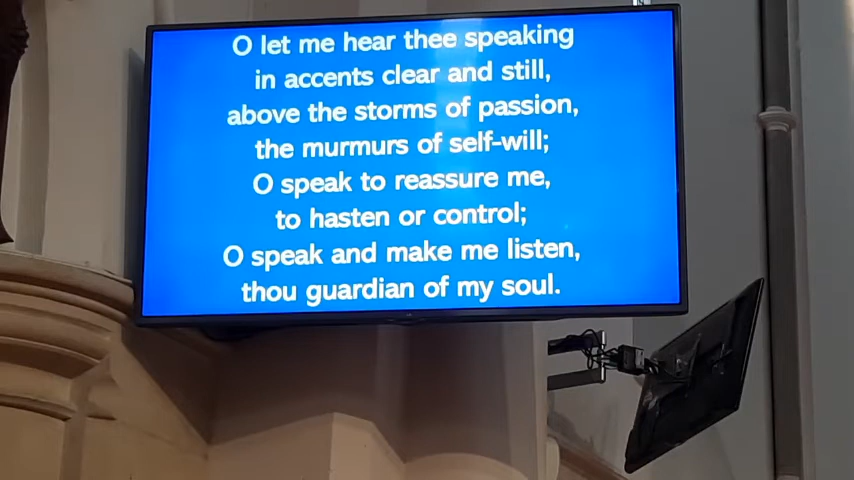 O let me hear thee speaking
in accents clear and still,
above the storms of passion,
the murmurs of self-will;
O speak to reassure me,
to hasten or control;
O speak and make me listen,
thou guardian of my soul.